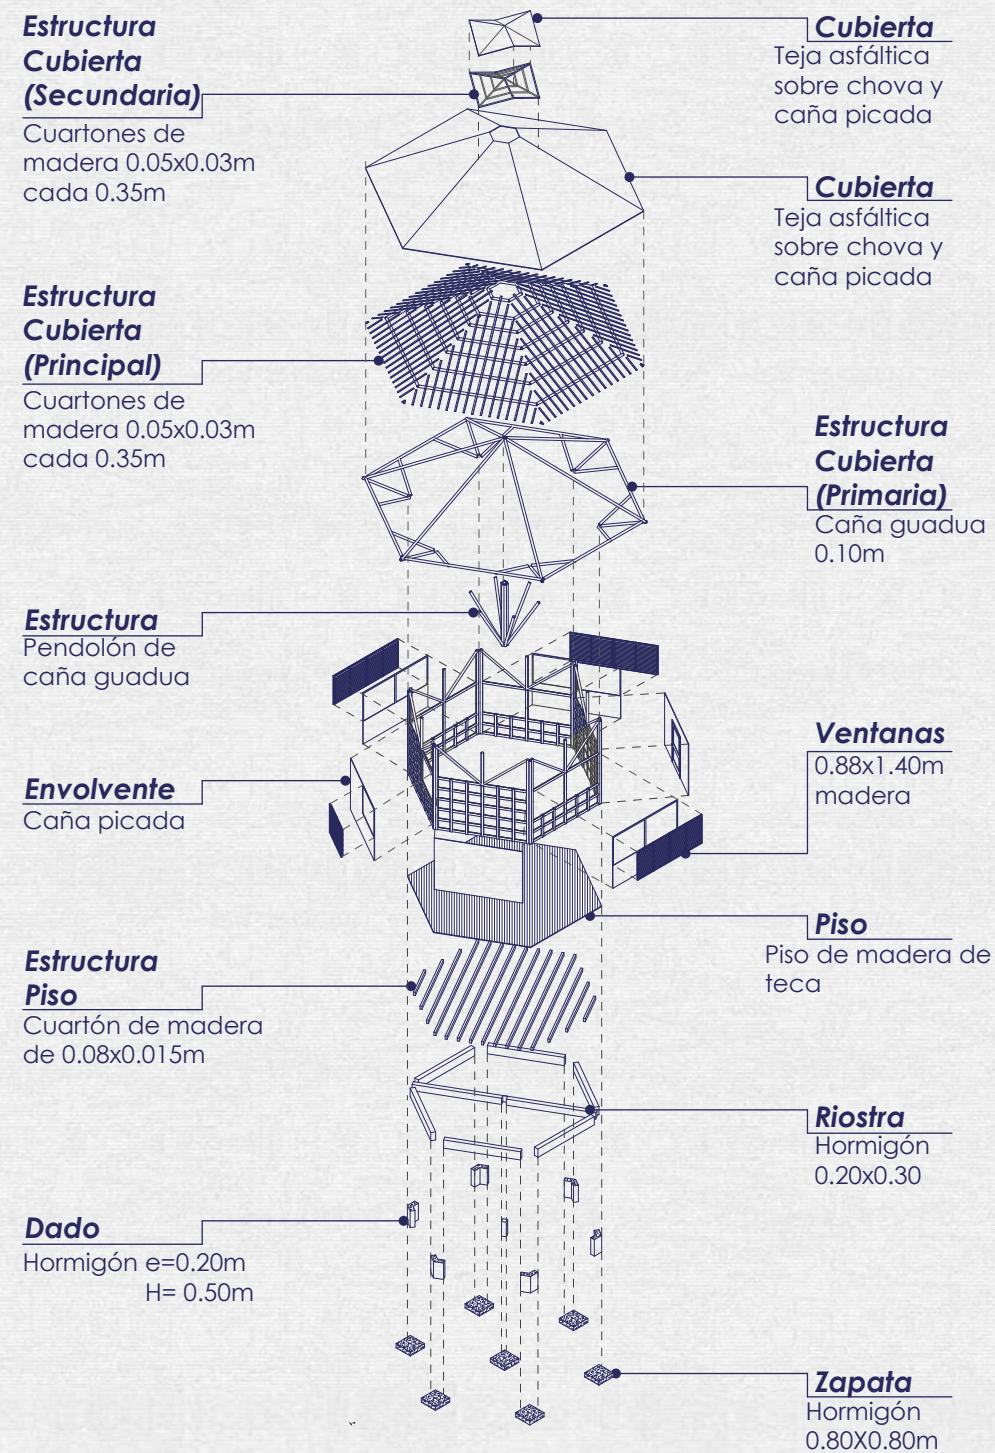 Estructura
Cubierta
(Secundaria)
Cuartones de
madera 0.05x0.03m
cada 0.35m
Cubierta
Teja asfáltica
sobre chova y
caña picada
Cubierta
Teja asfáltica
sobre chova y
caña picada
Estructura
Cubierta
(Principal)
Cuartones de
madera 0.05x0.03m
cada 0.35m
Estructura
Cubierta
(Primaria)
Caña guadua
0.10m
Estructura
Pendolón de
caña guadua
Ventanas
0.88x1.40m
madera
Envolvente
Caña picada
Piso
Piso de madera de
teca
Estructura
Piso
Cuartón de madera
de 0.08x0.015m
Riostra
Hormigón
0.20x0.30
Dado
Hormigón e=0.20m
H= 0.50m
Zapata
Hormigón
0.80X0.80m